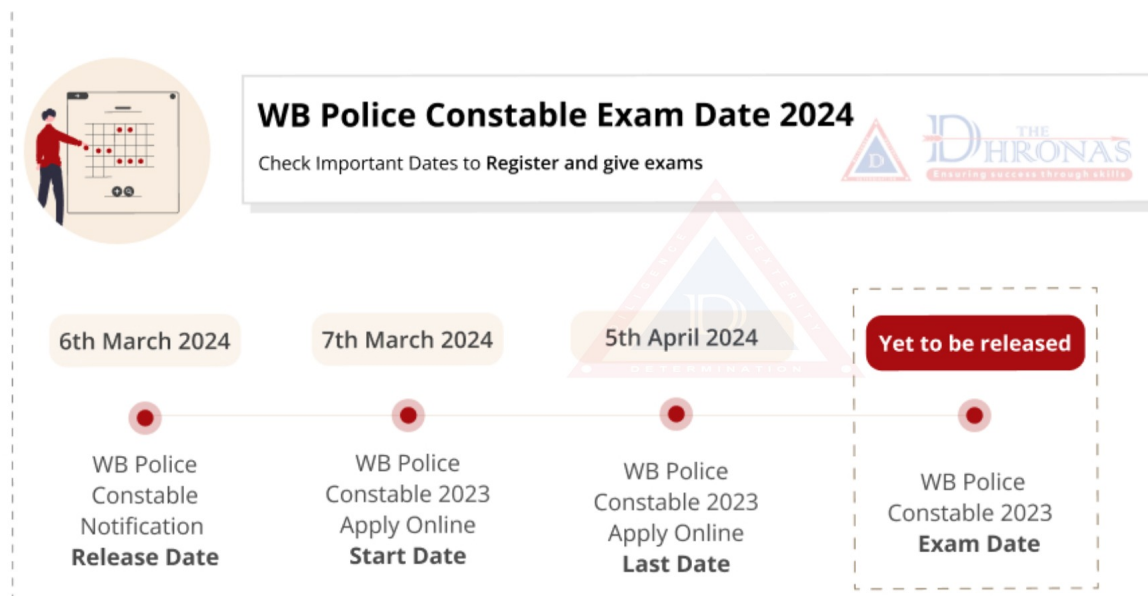 WB Police Constable Exam Date 2024
Check Important Dates to Register and give exams
D
THE
DHRONAS
Ensuring success through skills
D
DETERMINATION
6th March 2024
7th March 2024
5th April 2024
Yet to be released
WB Police
Constable
Notification
Release Date
WB Police
Constable 2023
Apply Online
Start Date
WB Police
Constable 2023
Apply Online
Last Date
WB Police
Constable 2023
Exam Date